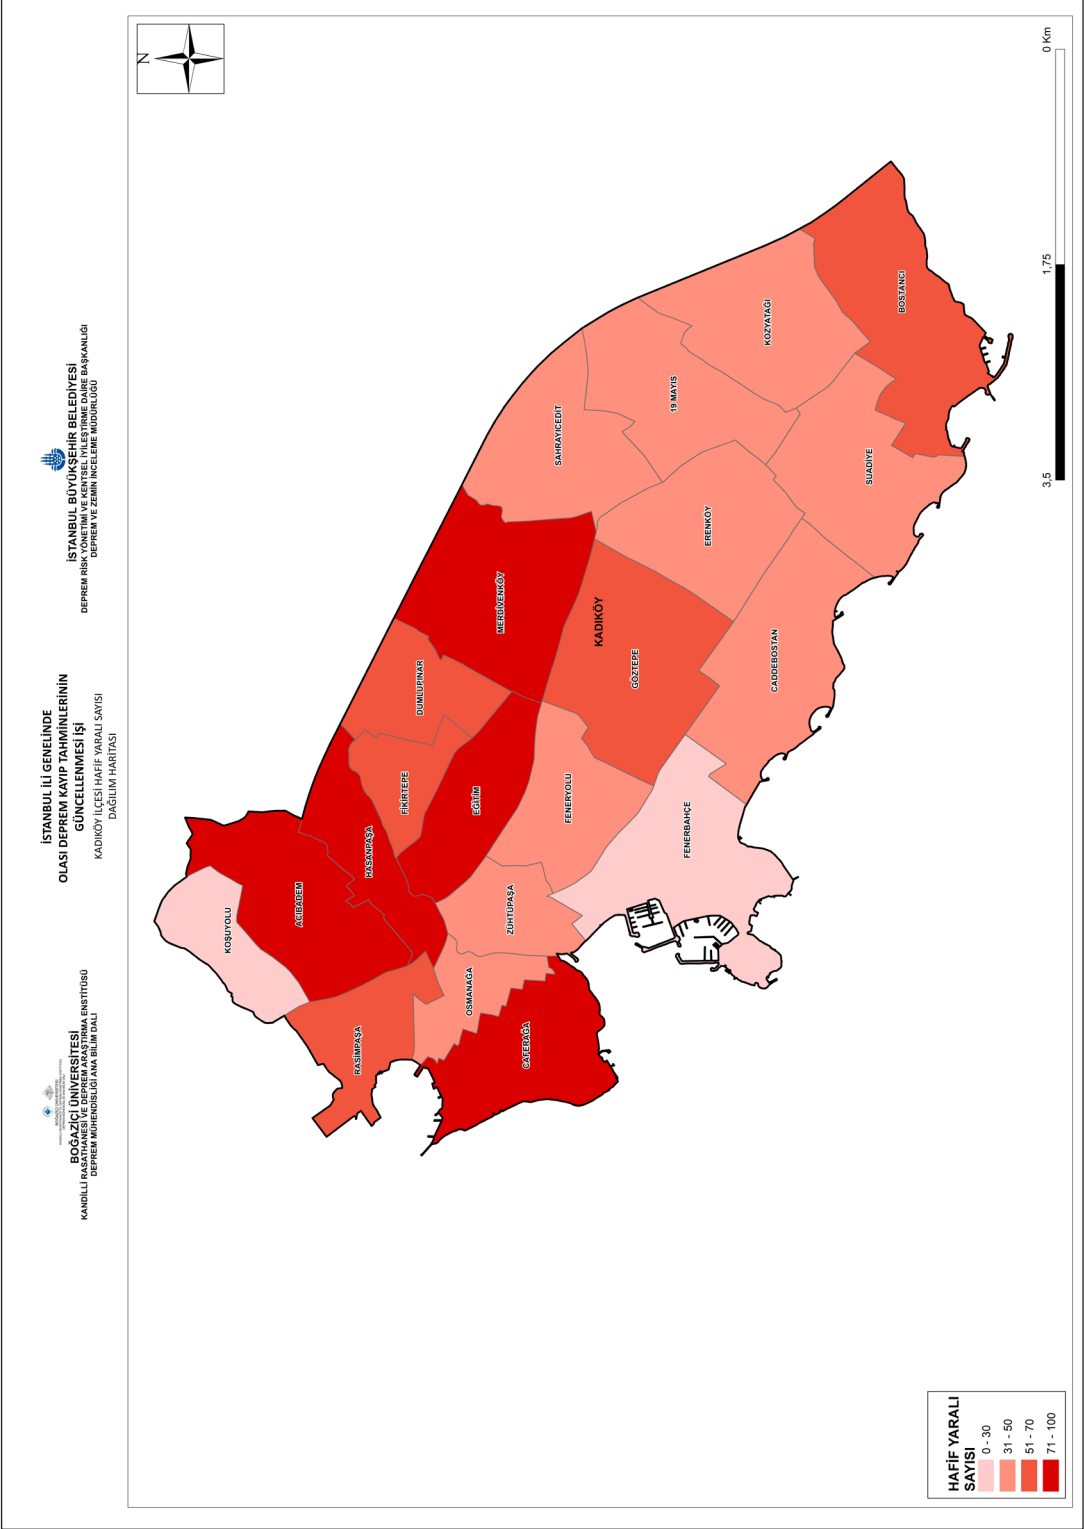 BOĞAZİÇİ ÜNİVERSİTESİ
KANDİLLİ RASATHANESİ VE DEPREM ARAŞTIRMA ENSTİTÜSÜ
DEPREM MÜHENDİSLİĞİ ANA BİLİM DALI
İSTANBUL İLİ GENELİNDE
OLASI DEPREM KAYIP TAHMİNLERİNİN
GÜNCELLENMESİ İŞİ
KADIKÖY İLÇESİ HAFİF YARALI SAYISI
DAĞILIM HARİTASI
İSTANBUL BÜYÜKŞEHİR BELEDİYESİ
DEPREM RİSK YÖNETİMİ VE KENTSEL İYİLEŞTİRME DAİRE BAŞKANLIĞI
DEPREM VE ZEMİN İNCELEME MÜDÜRLÜĞÜ
N
KOŞUYOLU
ACIBADEM
RASİMPAŞA
HASANPAŞA
FİKİRTEPE
DUMLUPINAR
OSMANAĞA
EĞİTİM
MERDİVENKÖY
ZÜHTÜPAŞA
CAFERAĞA
FENERYOLU
SAHRAYICEDİT
KADIKÖY
GÖZTEPE
19 MAYIS
FENERBAHÇE
ERENKÖY
KOZYATAĞI
CADDEBOSTAN
SUADİYE
BOSTANCI
HAFİF YARALI
SAYISI
0 - 30
31 - 50
51 - 70
71 - 100
3,5
1,75
0 Km